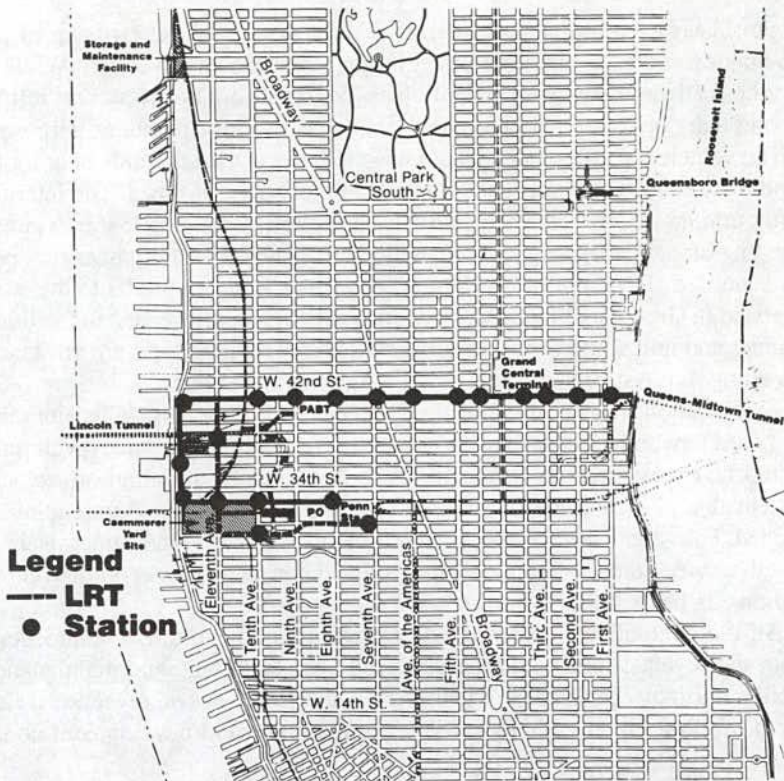 Storage and
Maintenance
Facility
Broadway
Roosevelt Island
Central Park
South
Queensboro Bridge
W. 42nd St.
PABT
Grand
Central
Terminal
Queens-Midtown Tunnel
Lincoln Tunnel
W. 34th St.
Caemmerer
Yard
Site
PO
Penn
Sta.
Legend
LRT
Station
Eleventh Ave.
Tenth Ave.
Ninth Ave.
Eighth Ave.
Seventh Ave.
Ave. of the Americas
Fifth Ave.
Broadway
Third Ave.
Second Ave.
First Ave.
W. 14th St.